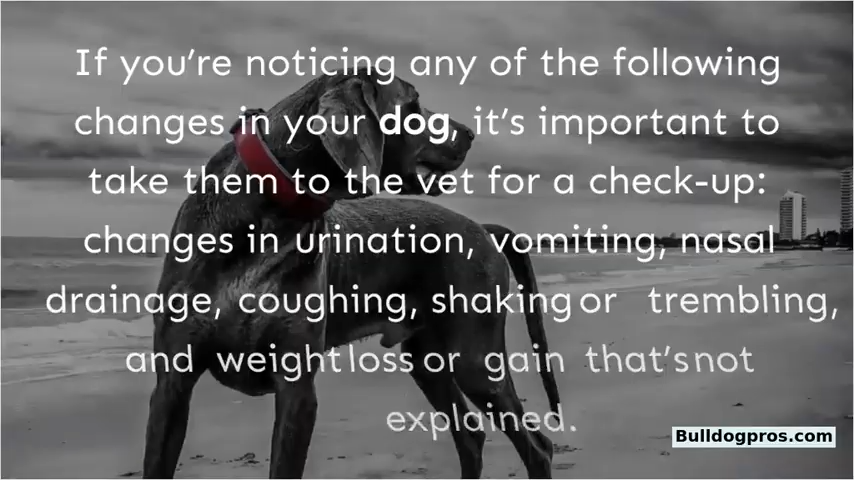 If you’re noticing any of the following
changes in your dog, it’s important to
take them to the vet for a check-up:
changes in urination, vomiting, nasal
drainage, coughing, shaking or trembling,
and weight loss or gain that’s not
explained.
Bulldogpros.com